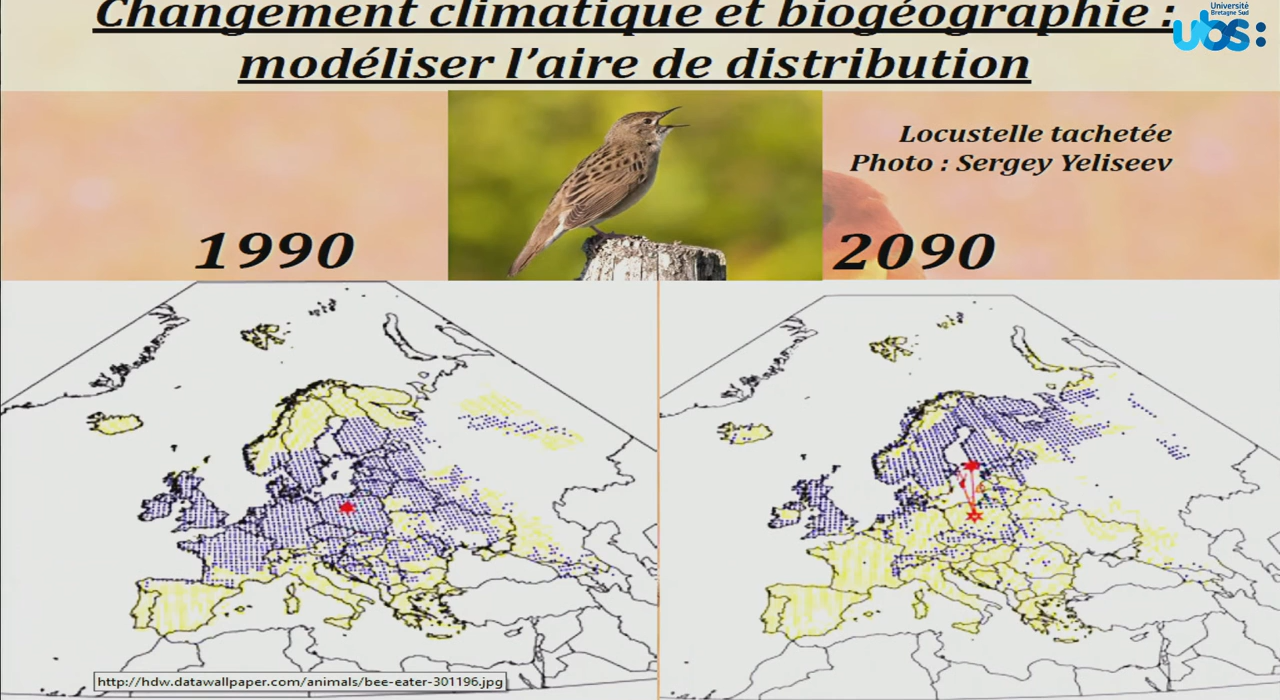 Changement climatique et biogéographie :
modéliser l'aire de distribution
Université
Bretagne Sud
ubs:
Locustelle tachetée
Photo : Sergey Yeliseev
1990
2090
http://hdw.datawallpaper.com/animals/bee-eater-301196.jpg